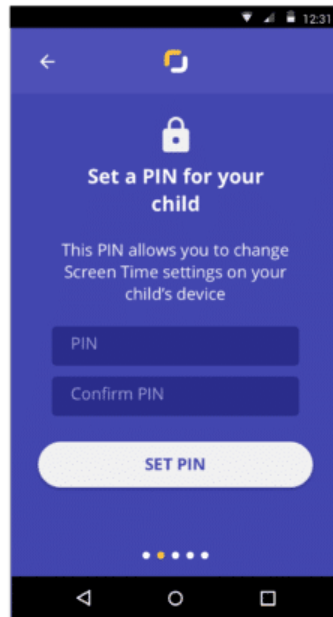 12:31
Set a PIN for your
child
This PIN allows you to change
Screen Time settings on your
child's device
PIN
Confirm PIN
SET PIN